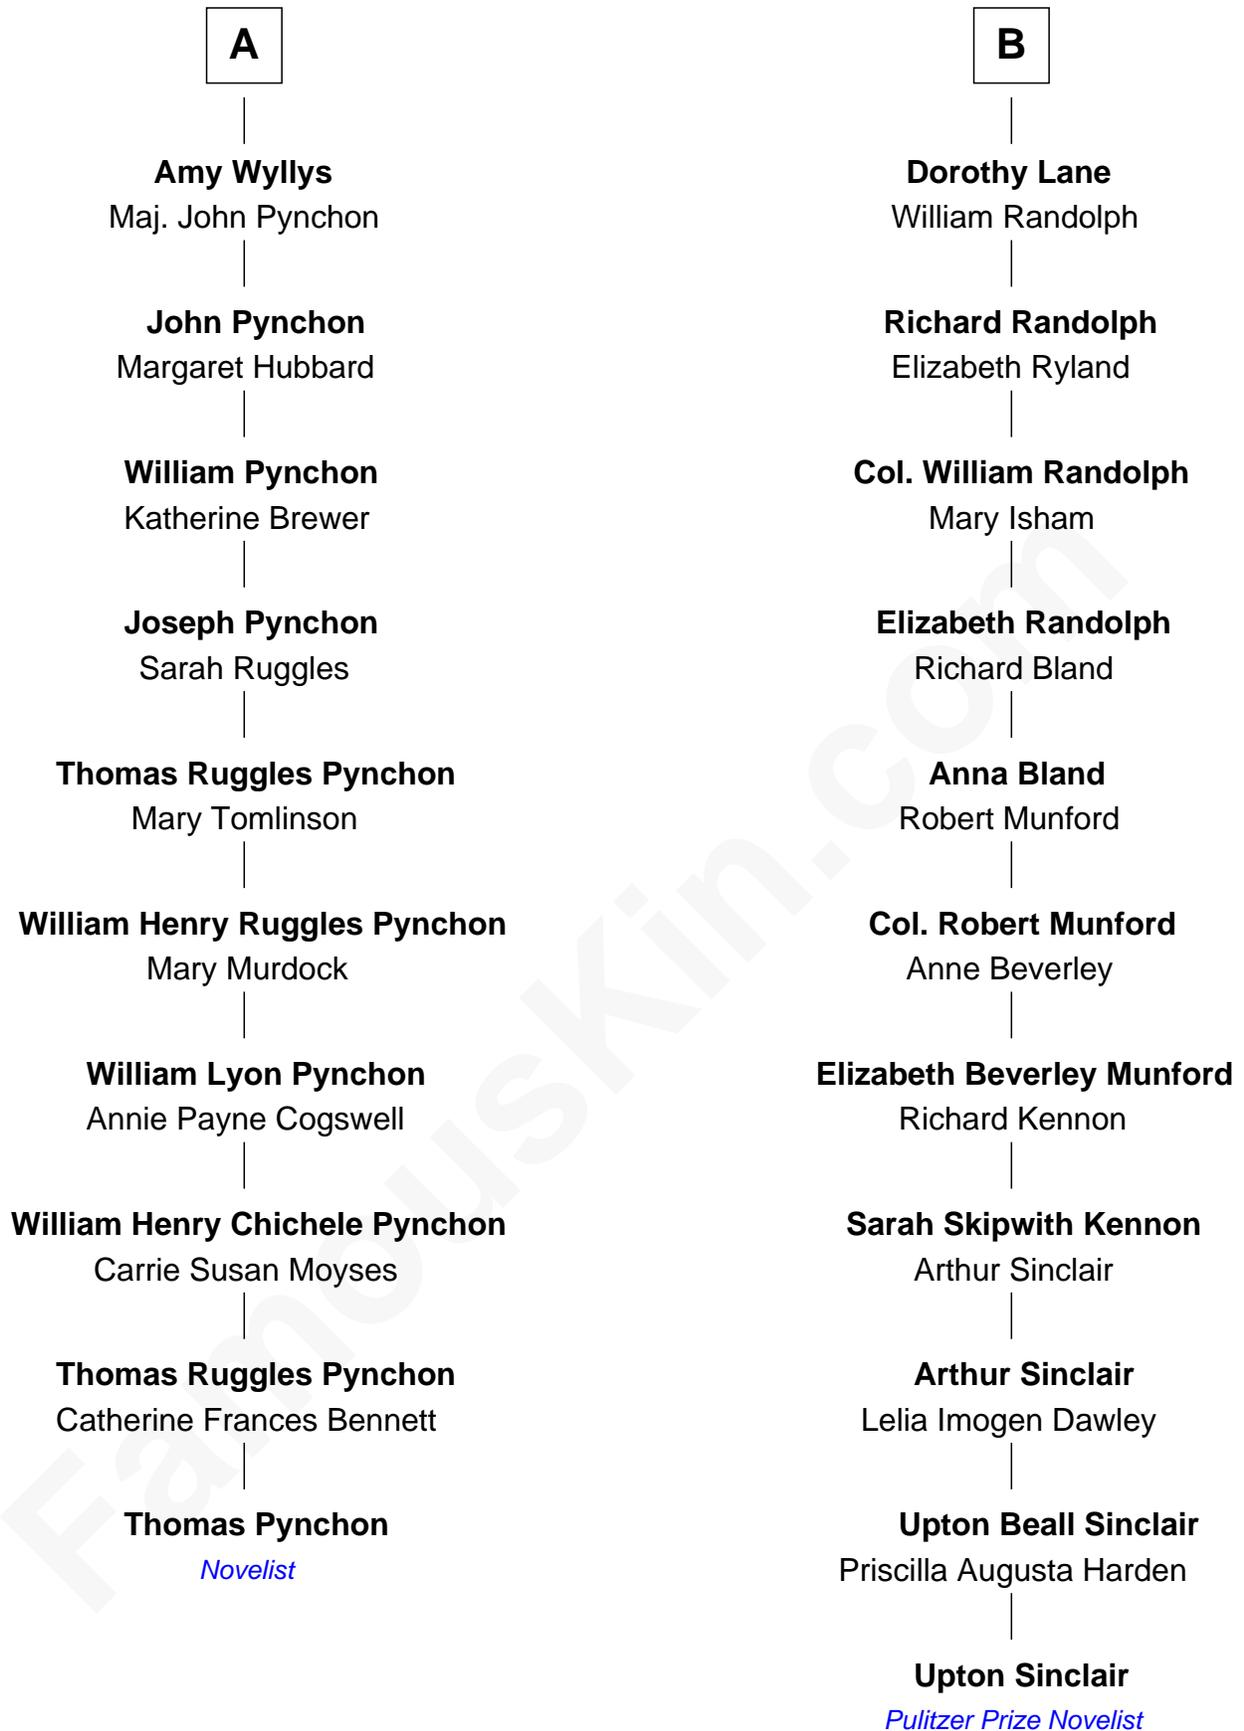 A
Amy Wyllys
Maj. John Pynchon
John Pynchon
Margaret Hubbard
William Pynchon
Katherine Brewer
Joseph Pynchon
Sarah Ruggles
Thomas Ruggles Pynchon
Mary Tomlinson
William Henry Ruggles Pynchon
Mary Murdock
William Lyon Pynchon
Annie Payne Cogswell
William Henry Chichele Pynchon
Carrie Susan Moyses
Thomas Ruggles Pynchon
Catherine Frances Bennett
Thomas Pynchon
Novelist
B
Dorothy Lane
William Randolph
Richard Randolph
Elizabeth Ryland
Col. William Randolph
Mary Isham
Elizabeth Randolph
Richard Bland
Anna Bland
Robert Munford
Col. Robert Munford
Anne Beverley
Elizabeth Beverley Munford
Richard Kennon
Sarah Skipwith Kennon
Arthur Sinclair
Arthur Sinclair
Lelia Imogen Dawley
Upton Beall Sinclair
Priscilla Augusta Harden
Upton Sinclair
Pulitzer Prize Novelist
FamousKin.com